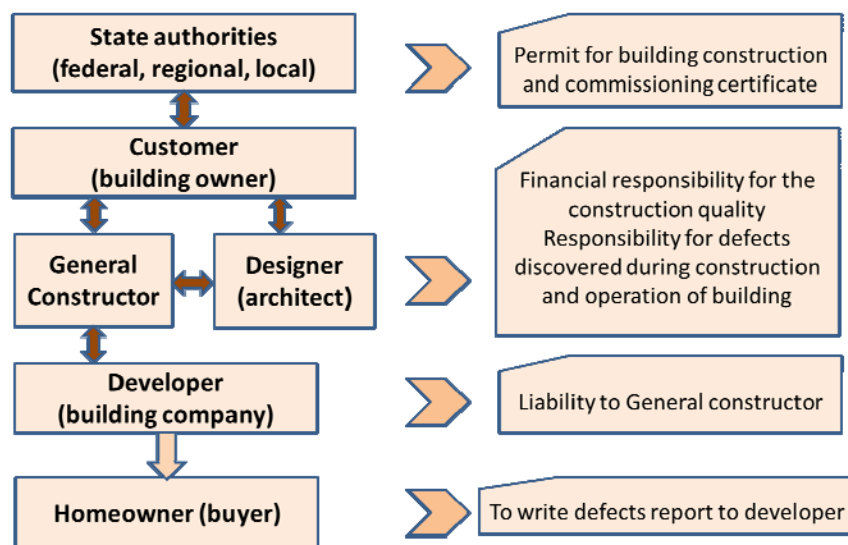 State authorities
(federal, regional, local)
Permit for building construction
and commissioning certificate
Customer
(building owner)
Financial responsibility for the
construction quality
Responsibility for defects
discovered during construction
and operation of building
General
Constructor
Designer
(architect)
Developer
(building company)
Liability to General constructor
Homeowner (buyer)
To write defects report to developer